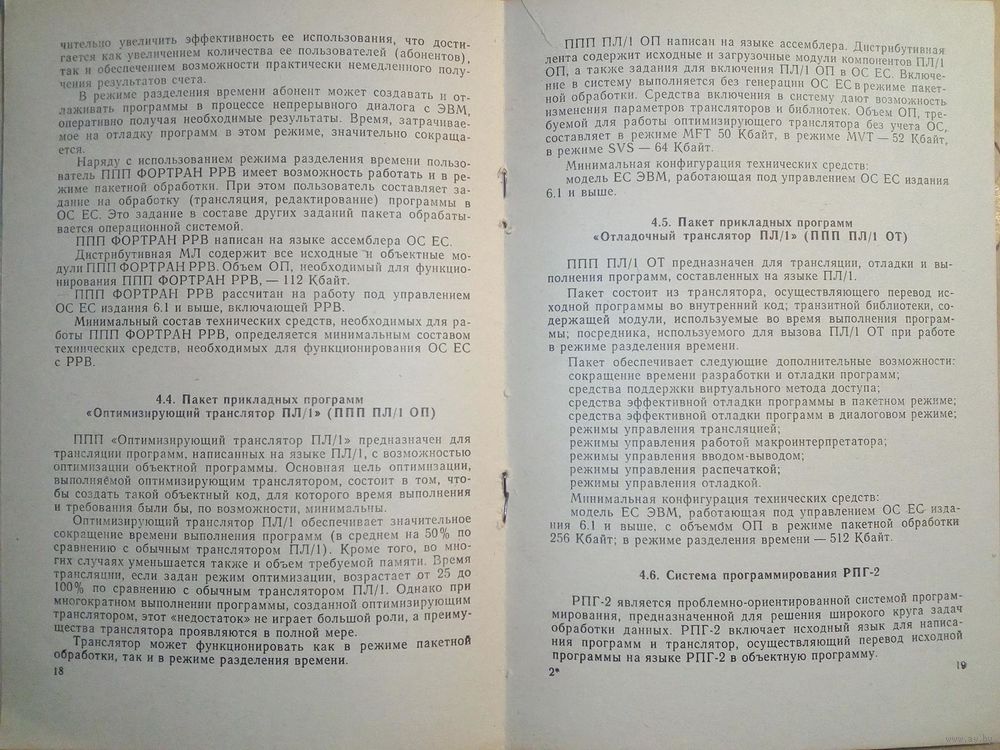 чительно увеличить эффективность ее использования, что дости-
гается как увеличением количества ее пользователей (абонентов),
так и обеспечением возможности практически немедленного полу-
чения результатов счета.
В режиме разделения времени абонент может создавать и от-
лаживать программы в процессе непрерывного диалога с ЭВМ,
оперативно получая необходимые результаты. Время, затрачивае-
мое на отладку программ в этом режиме, значительно сокраща-
ется.
Наряду с использованием режима разделения времени пользо-
ватель ППП ФОРТРАН РРВ имеет возможность работать и в ре-
жиме пакетной обработки. При этом пользователь составляет за-
дание на обработку (трансляция, редактирование) программы в
ОС ЕС. Это задание в составе других заданий пакета обрабаты-
вается операционной системой.
ППП ФОРТРАН РРВ написан на языке ассемблера ОС ЕС.
Дистрибутивная МЛ содержит все исходные и объектные мо-
дули ППП ФОРТРАН РРВ. Объем ОП, необходимый для функцио-
нирования ППП ФОРТРАН РРВ, — 112 Кбайт.
ППП ФОРТРАН РРВ рассчитан на работу под управлением
ОС ЕС издания 6.1 и выше, включающей РРВ.
Минимальный состав технических средств, необходимых для ра-
боты ППП ФОРТРАН РРВ, определяется минимальным составом
технических средств, необходимых для функционирования ОС ЕС
с РРВ.
4.4. Пакет прикладных программ
«Оптимизирующий транслятор ПЛ/1» (ППП ПЛ/1 ОП)
ППП «Оптимизирующий транслятор ПЛ/1» предназначен для
трансляции программ, написанных на языке ПЛ/1, с возможностью
оптимизации объектной программы. Основная цель оптимизации,
выполняемой оптимизирующим транслятором, состоит в том, что-
бы создать такой объектный код, для которого время выполнения
и требования были бы, по возможности, минимальны.
Оптимизирующий транслятор ПЛ/1 обеспечивает значительное
сокращение времени выполнения программ (в среднем на 50% по
сравнению с обычным транслятором ПЛ/1). Кроме того, во мно-
гих случаях уменьшается также и объем требуемой памяти. Время
трансляции, если задан режим оптимизации, возрастает от 25 до
100% по сравнению с обычным транслятором ПЛ/1. Однако при
многократном выполнении программы, созданной оптимизирующим
транслятором, этот «недостаток» не играет большой роли, а преиму-
щества транслятора проявляются в полной мере.
Транслятор может функционировать как в режиме пакетной
обработки, так и в режиме разделения времени.
18
ППП ПЛ/1 ОП написан на языке ассемблера. Дистрибутивная
лента содержит исходные и загрузочные модули компонентов ПЛ/1
ОП, а также задания для включения ПЛ/1 ОП в ОС ЕС. Включе-
ние в систему выполняется без генерации ОС ЕС в режиме пакет-
ной обработки. Средства включения в систему дают возможность
изменения параметров трансляторов и библиотек. Объем ОП, тре-
буемой для работы оптимизирующего транслятора без учета ОС,
составляет в режиме MFT 50 Кбайт, в режиме MVT — 52 Кбайт,
в режиме SVS — 64 Кбайт.
Минимальная конфигурация технических средств:
модель ЕС ЭВМ, работающая под управлением ОС ЕС издания
6.1 и выше.
4.5. Пакет прикладных программ
«Отладочный транслятор ПЛ/1» (ППП ПЛ/1 ОТ)
ППП ПЛ/1 ОТ предназначен для трансляции, отладки и вы-
полнения программ, составленных на языке ПЛ/1.
Пакет состоит из транслятора, осуществляющего перевод ис-
ходной программы во внутренний код; транзитной библиотеки, со-
держащей модули, используемые во время выполнения програм-
мы; посредника, используемого для вызова ПЛ/1 ОТ при работе
в режиме разделения времени.
Пакет обеспечивает следующие дополнительные возможности:
сокращение времени разработки и отладки программ;
средства поддержки виртуального метода доступа;
средства эффективной отладки программы в пакетном режиме;
средства эффективной отладки программ в диалоговом режиме;
режимы управления трансляцией;
режимы управления работой макроинтерпретатора;
режимы управления вводом-выводом;
режимы управления распечаткой;
режимы управления отладкой.
Минимальная конфигурация технических средств:
модель ЕС ЭВМ, работающая под управлением ОС ЕС изда-
ния 6.1 и выше, с объемом ОП в режиме пакетной обработки
256 Кбайт; в режиме разделения времени — 512 Кбайт.
4.6. Система программирования РПГ-2
РПГ-2 является проблемно-ориентированной системой програм-
мирования, предназначенной для решения широкого круга задач
обработки данных. РПГ-2 включает исходный язык для написа-
ния программ и транслятор, осуществляющий перевод исходной
программы на языке РПГ-2 в объектную программу.
2*
19
www.ay.by